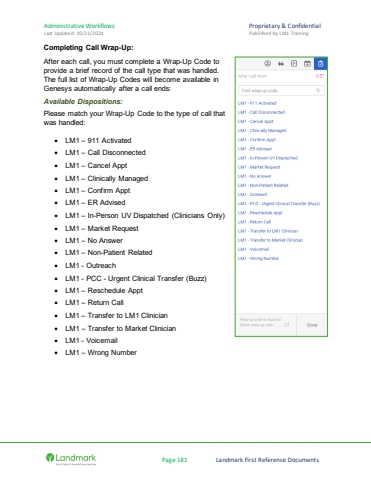 Administrative Workflows
Proprietary & Confidential
Last Updated: 10/21/2024
Published by LM1 Training
Completing Call Wrap-Up:
After each call, you must complete a Wrap-Up Code to
provide a brief record of the call type that was handled.
The full list of Wrap-Up Codes will become available in
Genesys automatically after a call ends:
Available Dispositions:
Please match your Wrap-Up Code to the type of call that
was handled:
• LM1 – 911 Activated
• LM1 – Call Disconnected
• LM1 – Cancel Appt
• LM1 – Clinically Managed
• LM1 – Confirm Appt
• LM1 – ER Advised
• LM1 – In-Person UV Dispatched (Clinicians Only)
• LM1 – Market Request
• LM1 – No Answer
• LM1 – Non-Patient Related
• LM1 - Outreach
• LM1 - PCC - Urgent Clinical Transfer (Buzz)
• LM1 – Reschedule Appt
• LM1 – Return Call
• LM1 – Transfer to LM1 Clinician
• LM1 – Transfer to Market Clinician
• LM1 - Voicemail
• LM1 – Wrong Number
After Call Work
Find wrap-up code
LM1 - 911 Activated
LM1 - Call Disconnected
LM1 - Cancel Appt
LM1 - Clinically Managed
LM1 - Confirm Appt
LM1 - ER Advised
LM1 - In-Person UV Dispatched
LM1 - Market Request
LM1 - No Answer
LM1 - Non-Patient Related
LM1 - Outreach
LM1 - PCC - Urgent Clinical Transfer (Buzz)
LM1 - Reschedule Appt
LM1 - Return Call
LM1 - Transfer to LM1 Clinician
LM1 - Transfer to Market Clinician
LM1 - Voicemail
LM1 - Wrong Number
Done
Landmark
Page 181
Landmark First Reference Documents